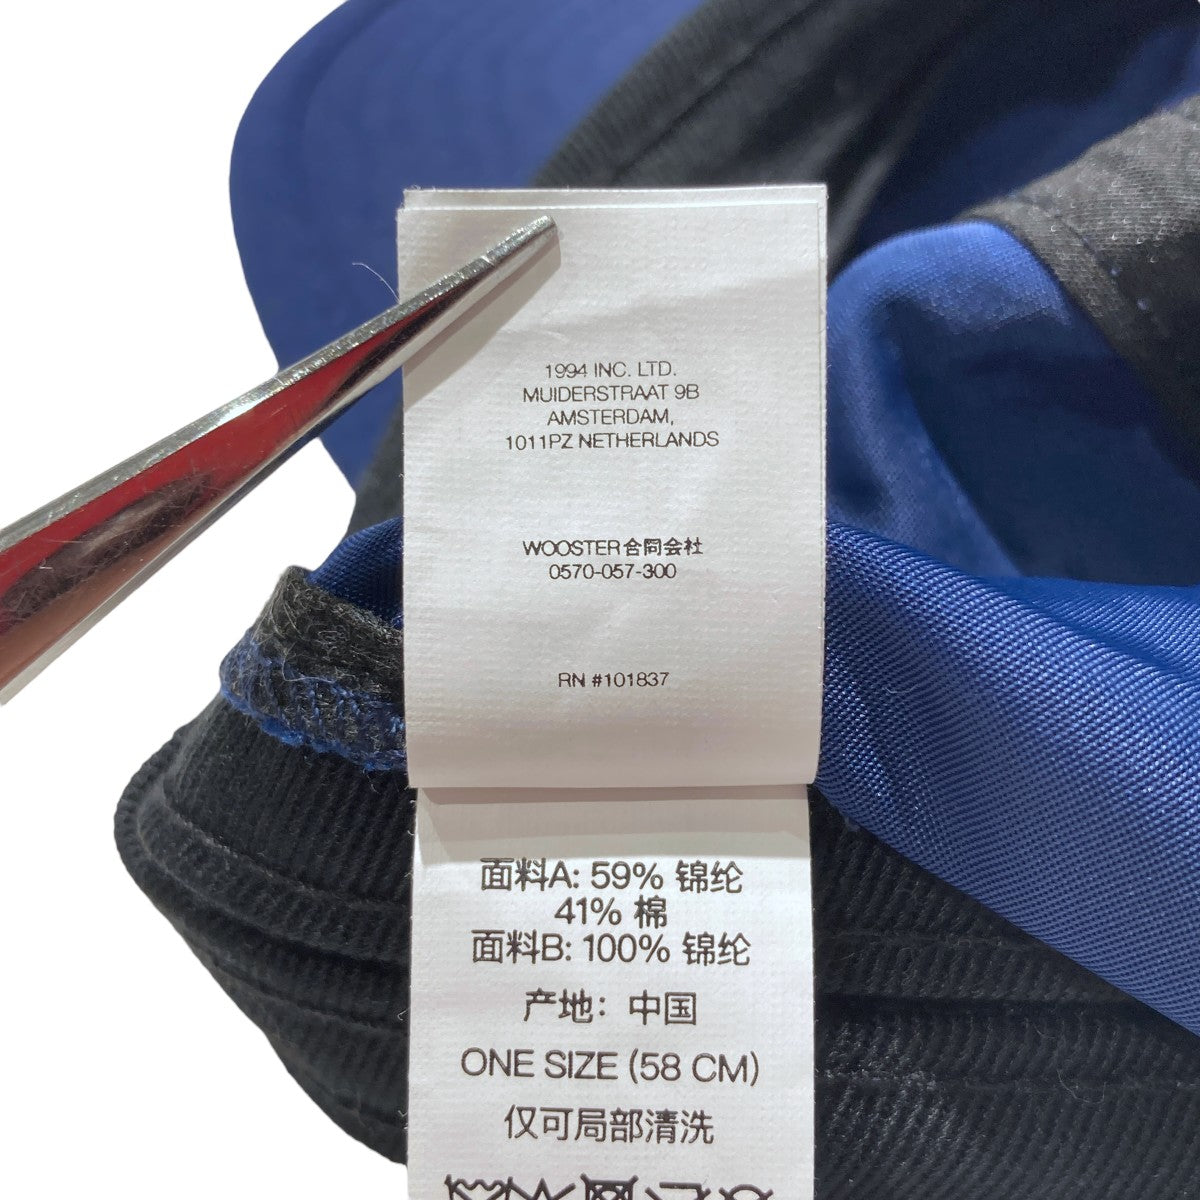 1994 INC. LTD.
MUIDERSTRAAT 9B
AMSTERDAM,
1011PZ NETHERLANDS
WOOSTER合同会社
0570-057-300
RN #101837
面料A: 59% 锦纶
41% 棉
面料B: 100% 锦纶
产地：中国
ONE SIZE (58 CM)
仅可局部清洗